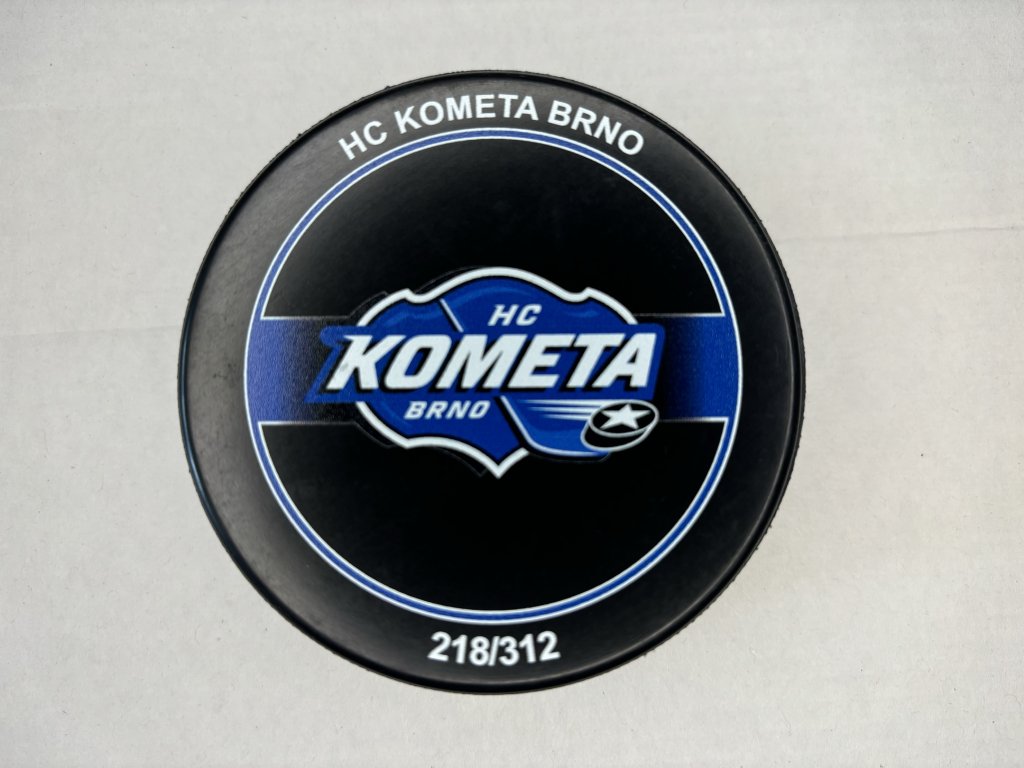 HC KOMETA BRNO
HC
KOMETA
BRNO
218/312